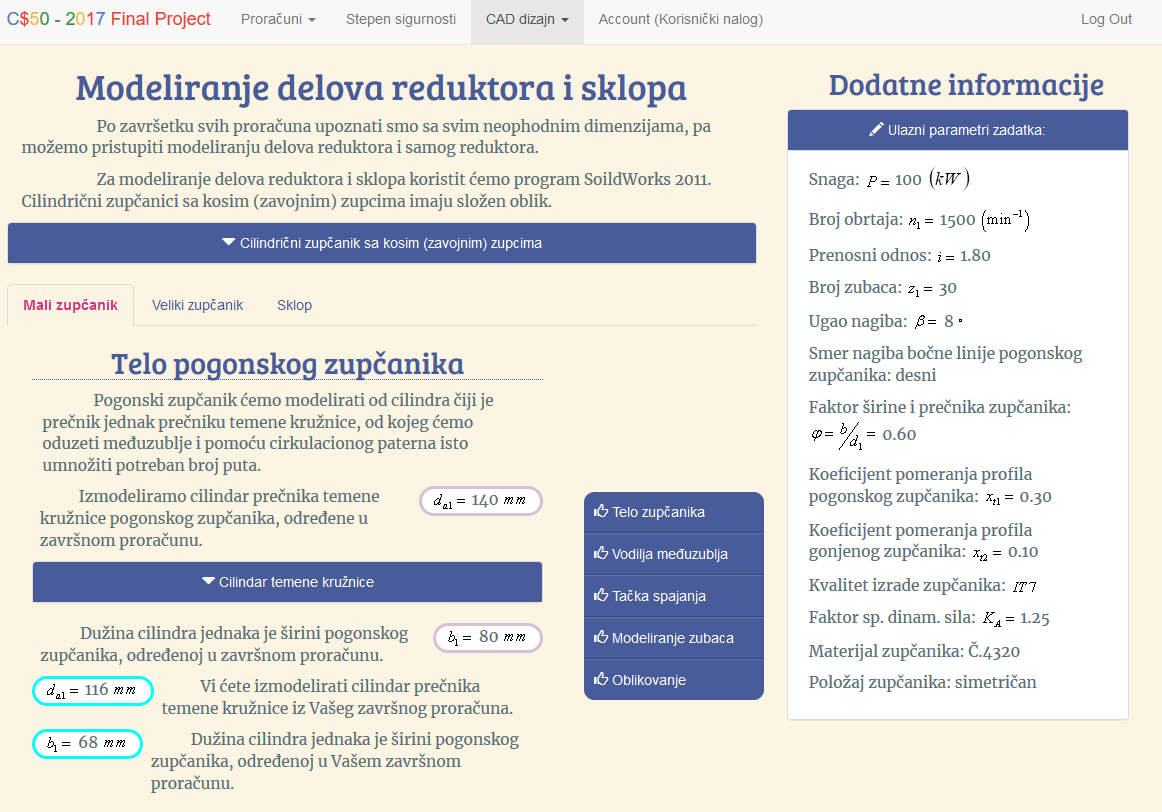 C$50 - 2017 Final Project
Proračuni
Stepen sigurnosti
CAD dizajn
Account (Korisnički nalog)
Log Out
Modeliranje delova reduktora i sklopa
Po završetku svih proračuna upoznati smo sa svim neophodnim dimenzijama, pa
možemo pristupiti modeliranju delova reduktora i samog reduktora.
Za modeliranje delova reduktora i sklopa koristit ćemo program SoildWorks 2011.
Cilindrični zupčanici sa kosim (zavojnim) zupcima imaju složen oblik.
Cilindrični zupčanik sa kosim (zavojnim) zupcima
Mali zupčanik
Veliki zupčanik
Sklop
Telo pogonskog zupčanika
Pogonski zupčanik ćemo modelirati od cilindra čiji je
prečnik jednak prečniku temene kružnice, od kojeg ćemo
oduzeti međuzublje i pomoću cirkulacionog paterna isto
umnožiti potreban broj puta.
Izmodeliramo cilindar prečnika temene
kružnice pogonskog zupčanika, određene u
završnom proračunu.
d_a1 = 140 mm
Cilindar temene kružnice
Dužina cilindra jednaka je širini pogonskog
zupčanika, određenoj u završnom proračunu.
b_1 = 80 mm
d_a1 = 116 mm
Vi ćete izmodelirati cilindar prečnika
temene kružnice iz Vašeg završnog proračuna.
b_1 = 68 mm
Dužina cilindra jednaka je širini pogonskog
zupčanika, određenoj u Vašem završnom
proračunu.
Telo zupčanika
Vodilja međuzublja
Tačka spajanja
Modeliranje zubaca
Oblikovanje
Dodatne informacije
Ulazni parametri zadatka:
Snaga: P = 100 (kW)
Broj obrtaja: n_1 = 1500 (min⁻¹)
Prenosni odnos: i = 1.80
Broj zubaca: z_1 = 30
Ugao nagiba: β = 8 °
Smer nagiba bočne linije pogonskog
zupčanika: desni
Faktor širine i prečnika zupčanika:
φ = b/d_1 = 0.60
Koeficijent pomeranja profila
pogonskog zupčanika: x_t1 = 0.30
Koeficijent pomeranja profila
gonjenog zupčanika: x_t2 = 0.10
Kvalitet izrade zupčanika: IT7
Faktor sp. dinam. sila: K_A = 1.25
Materijal zupčanika: Č.4320
Položaj zupčanika: simetričan